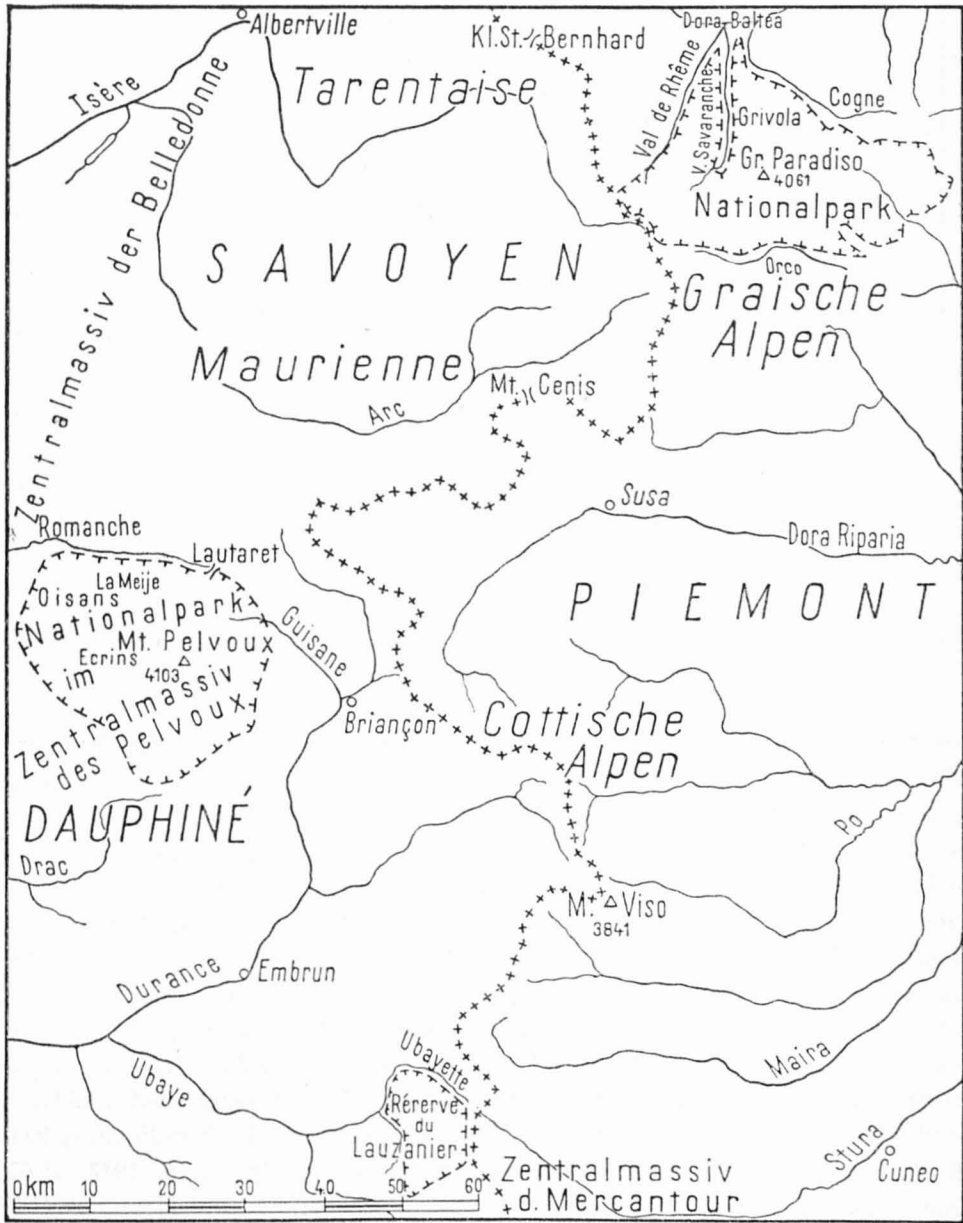 Albertville
Kl. St.-Bernhard
Dora Baltea
Isère
Tarentaise
Val de Rhême
V. Savaranche
Cogne
Grivola
Gr. Paradiso
4061
Nationalpark
Zentralmassiv der Belledonne
SAVOYEN
Orco
Graische
Alpen
Maurienne
Mt. Cenis
Arc
Susa
Romanche
Dora Riparia
Lautaret
La Meije
Oisans
Nationalpark
PIEMONT
Mt. Pelvoux
Ecrins
4103
im
Guisane
Zentralmassiv
des Pelvoux
Briançon
Cottische
Alpen
DAUPHINÉ
Po
Drac
M. Viso
3841
Durance
Embrun
Ubaye
Ubayette
Maira
Rérerve
du
Lauzanier
Stura
Cuneo
Zentralmassiv
d. Mercantour
0 km 10 20 30 40 50 60